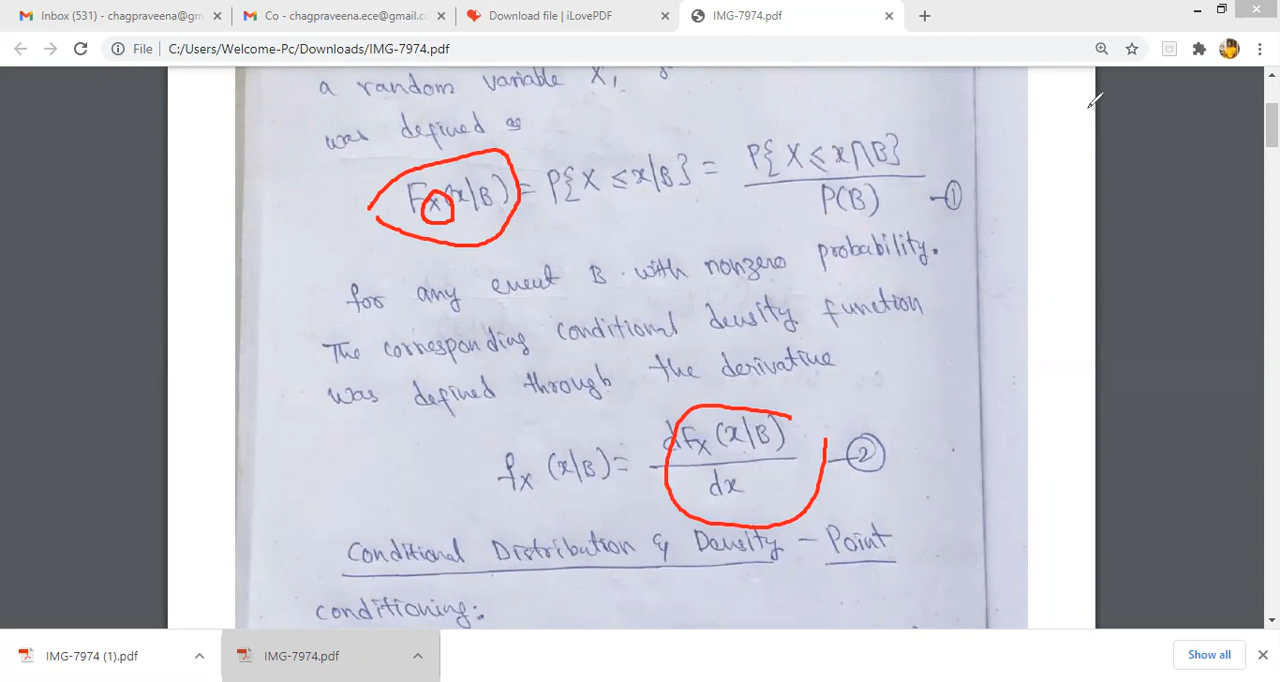 Inbox (531) - chagpraveena@gm
Co - chagpraveena.ece@gmail.c
Download file | iLovePDF
IMG-7974.pdf
File | C:/Users/Welcome-Pc/Downloads/IMG-7974.pdf
a random variable X,
was defined as
F_X(x|B) = P{X ≤ x|B} = P{X ≤ x ∩ B} / P(B) —①
for any event B with nonzero probability.
The corresponding conditional density function
was defined through the derivative
f_X (x|B) = dF_X (x|B) / dx —②
Conditional Distribution & Density - Point
conditioning:
IMG-7974 (1).pdf
IMG-7974.pdf
Show all